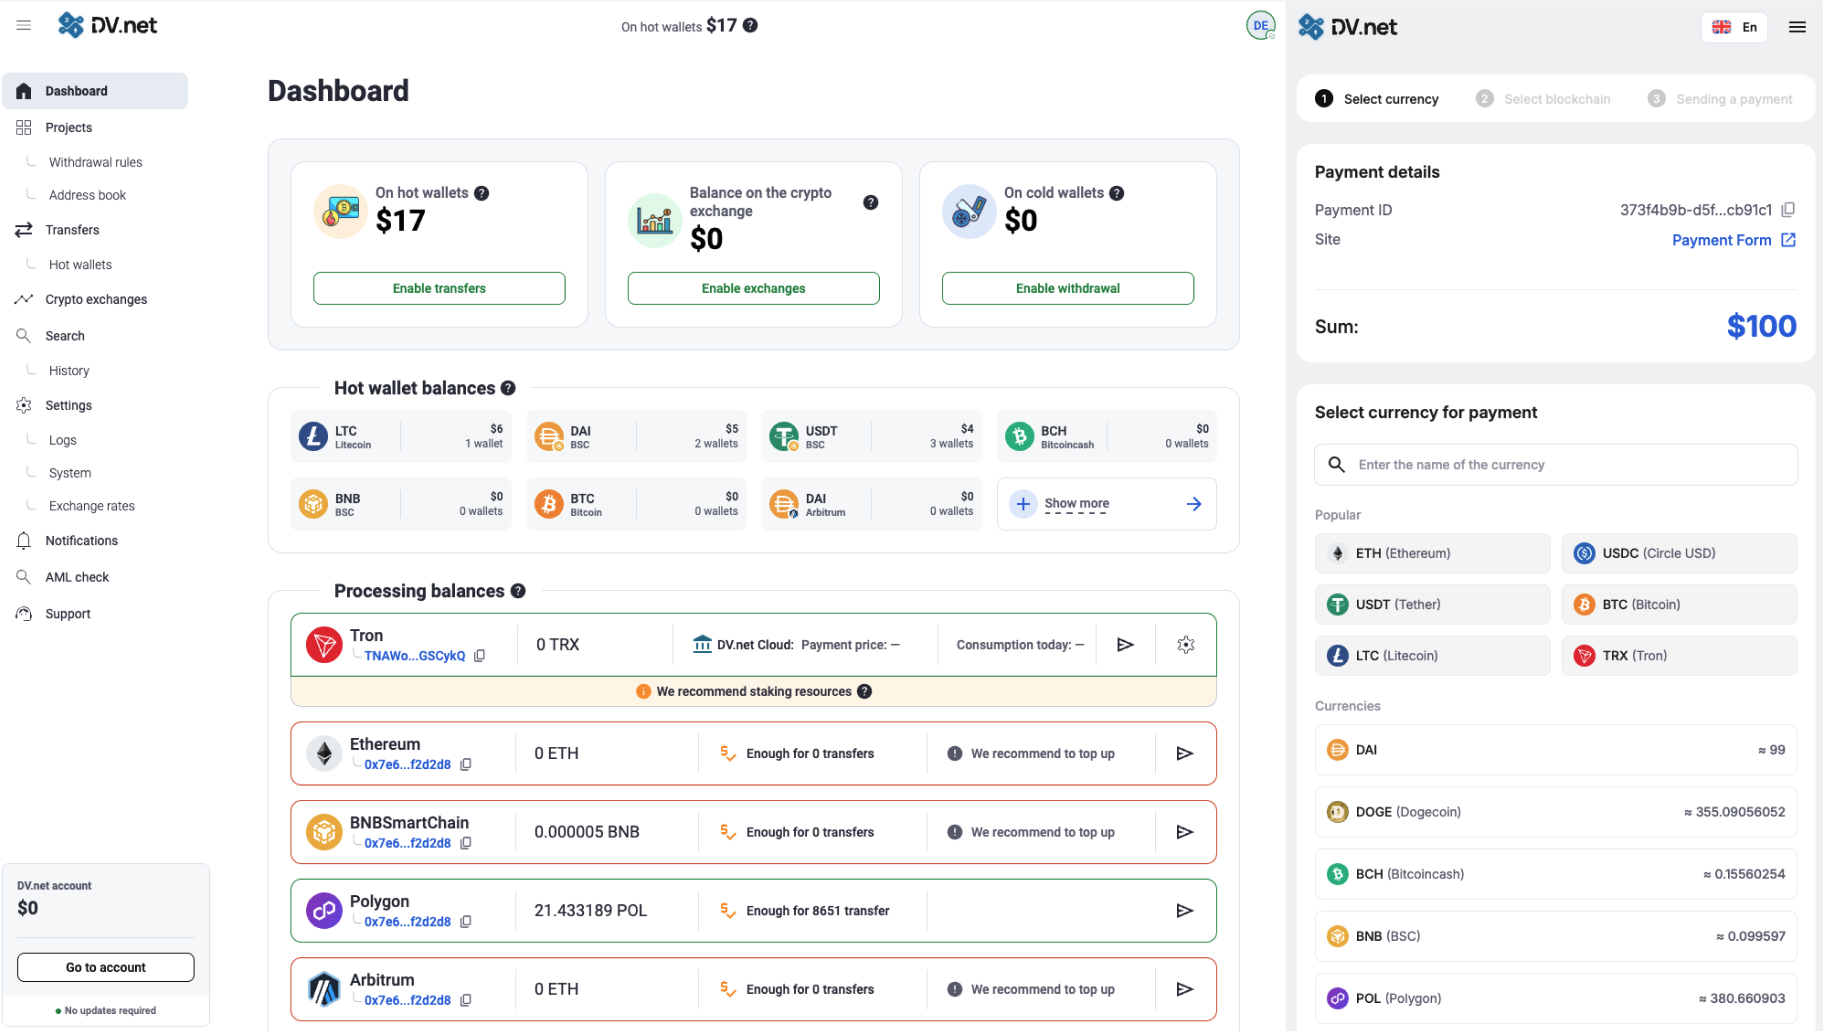 DV.net
On hot wallets $17
DE
Dashboard
Projects
Withdrawal rules
Address book
Transfers
Hot wallets
Crypto exchanges
Search
History
Settings
Logs
System
Exchange rates
Notifications
AML check
Support
DV.net account
$0
Go to account
No updates required
Dashboard
On hot wallets
$17
Enable transfers
Balance on the crypto
exchange
$0
Enable exchanges
On cold wallets
$0
Enable withdrawal
Hot wallet balances
LTC $6
Litecoin 1 wallet
DAI $5
BSC 2 wallets
USDT $4
BSC 3 wallets
BCH $0
Bitcoincash 0 wallets
BNB $0
BSC 0 wallets
BTC $0
Bitcoin 0 wallets
DAI $0
Arbitrum 0 wallets
Show more
Processing balances
Tron
TNAWo...GSCykQ
0 TRX
DV.net Cloud: Payment price: —
Consumption today: —
We recommend staking resources
Ethereum
0x7e6...f2d2d8
0 ETH
Enough for 0 transfers
We recommend to top up
BNBSmartChain
0x7e6...f2d2d8
0.000005 BNB
Enough for 0 transfers
We recommend to top up
Polygon
0x7e6...f2d2d8
21.433189 POL
Enough for 8651 transfer
Arbitrum
0x7e6...f2d2d8
0 ETH
Enough for 0 transfers
We recommend to top up
DV.net
En
1 Select currency
2 Select blockchain
3 Sending a payment
Payment details
Payment ID 373f4b9b-d5f...cb91c1
Site Payment Form
Sum: $100
Select currency for payment
Enter the name of the currency
Popular
ETH (Ethereum)
USDC (Circle USD)
USDT (Tether)
BTC (Bitcoin)
LTC (Litecoin)
TRX (Tron)
Currencies
DAI ≈ 99
DOGE (Dogecoin) ≈ 355.09056052
BCH (Bitcoincash) ≈ 0.15560254
BNB (BSC) ≈ 0.099597
POL (Polygon) ≈ 380.660903